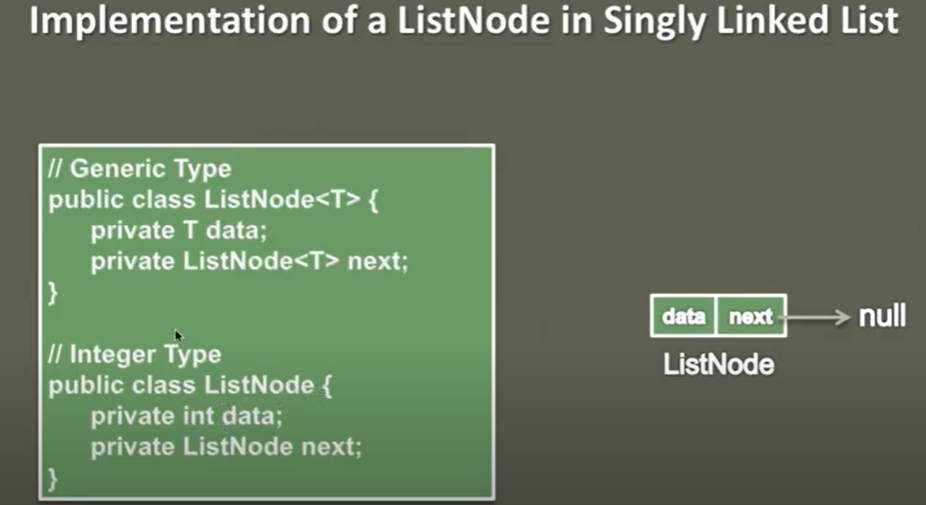 Implementation of a ListNode in Singly Linked List
// Generic Type
public class ListNode<T> {
private T data;
private ListNode<T> next;
}
// Integer Type
public class ListNode {
private int data;
private ListNode next;
}
data next null
ListNode